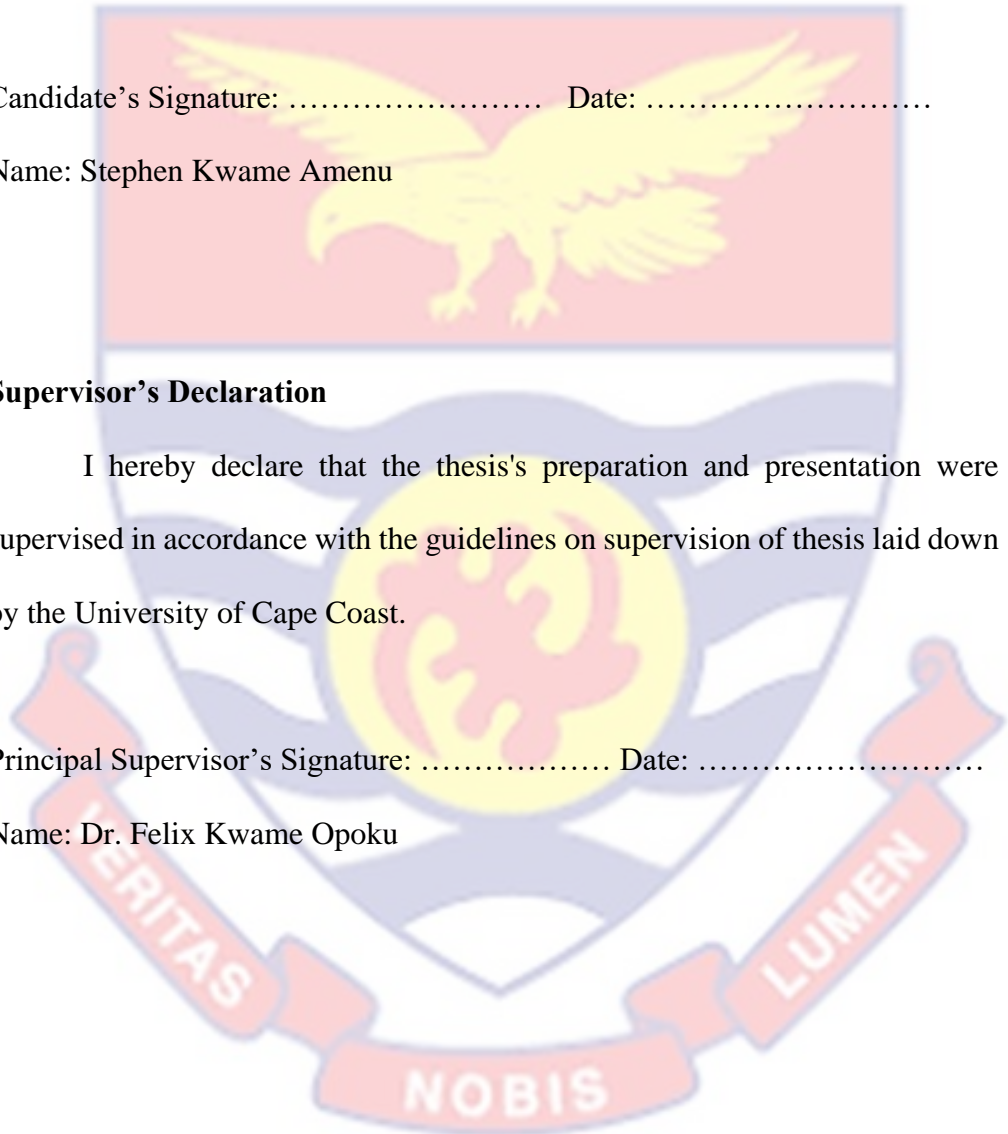 Candidate's Signature: …………………… Date: ………………………
Name: Stephen Kwame Amenu
Supervisor's Declaration
I hereby declare that the thesis's preparation and presentation were
supervised in accordance with the guidelines on supervision of thesis laid down
by the University of Cape Coast.
Principal Supervisor's Signature: ……………… Date: ………………………
Name: Dr. Felix Kwame Opoku
VERITAS
NOBIS
LUMEN